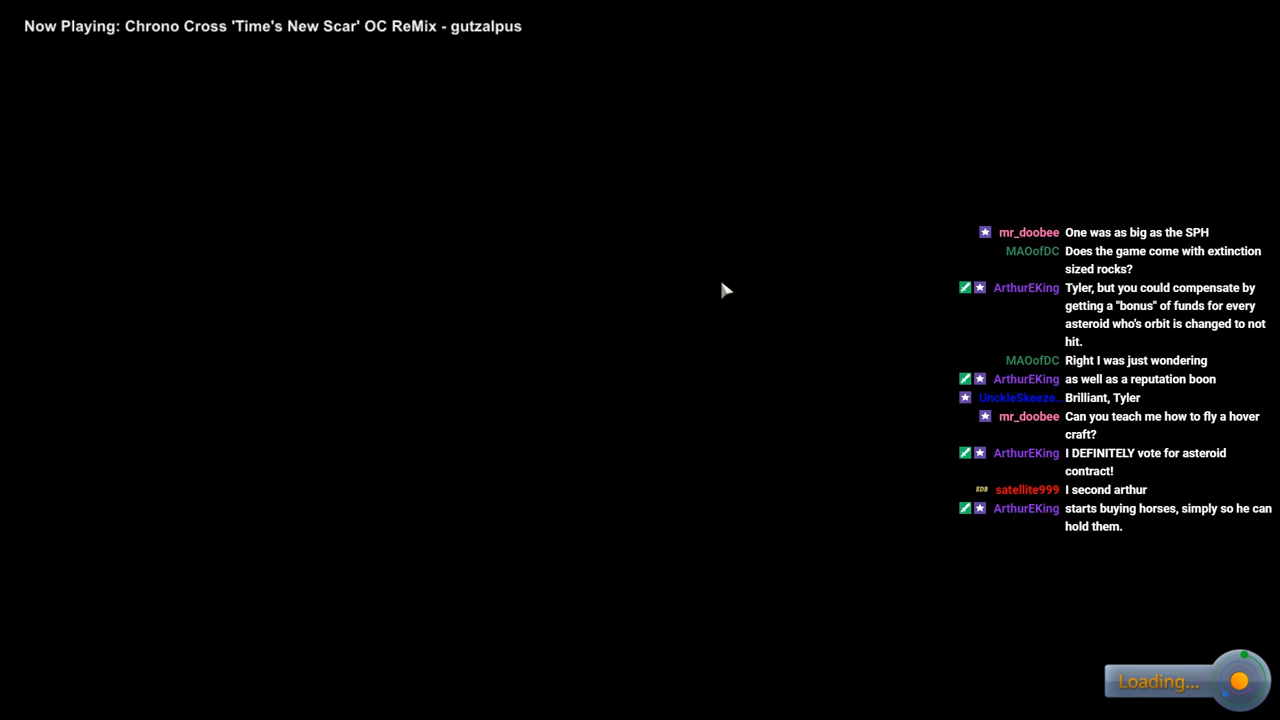 Now Playing: Chrono Cross 'Time's New Scar' OC ReMix - gutzalpus
mr_doobee One was as big as the SPH
MAOofDC Does the game come with extinction
sized rocks?
ArthurEKing Tyler, but you could compensate by
getting a "bonus" of funds for every
asteroid who's orbit is changed to not
hit.
MAOofDC Right I was just wondering
ArthurEKing as well as a reputation boon
UnckleSkeeze... Brilliant, Tyler
mr_doobee Can you teach me how to fly a hover
craft?
ArthurEKing I DEFINITELY vote for asteroid
contract!
EDB satellite999 I second arthur
ArthurEKing starts buying horses, simply so he can
hold them.
Loading...